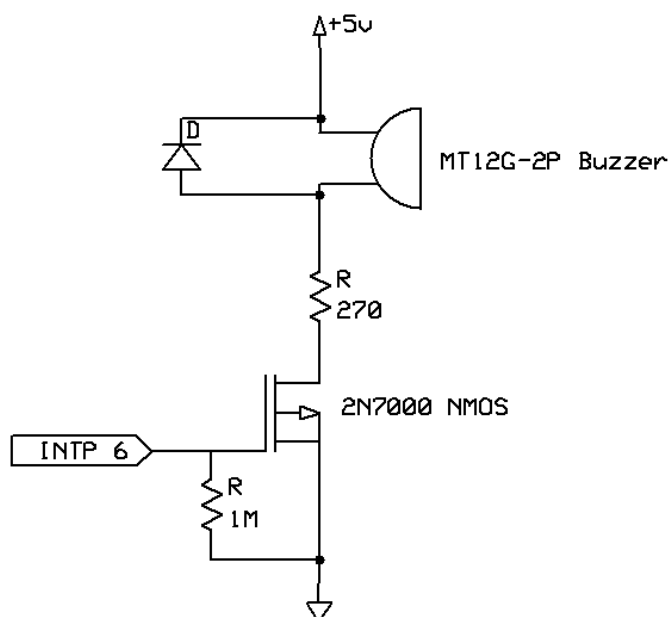 +5v
D
MT12G-2P Buzzer
R
270
2N7000 NMOS
INTP 6
R
1M